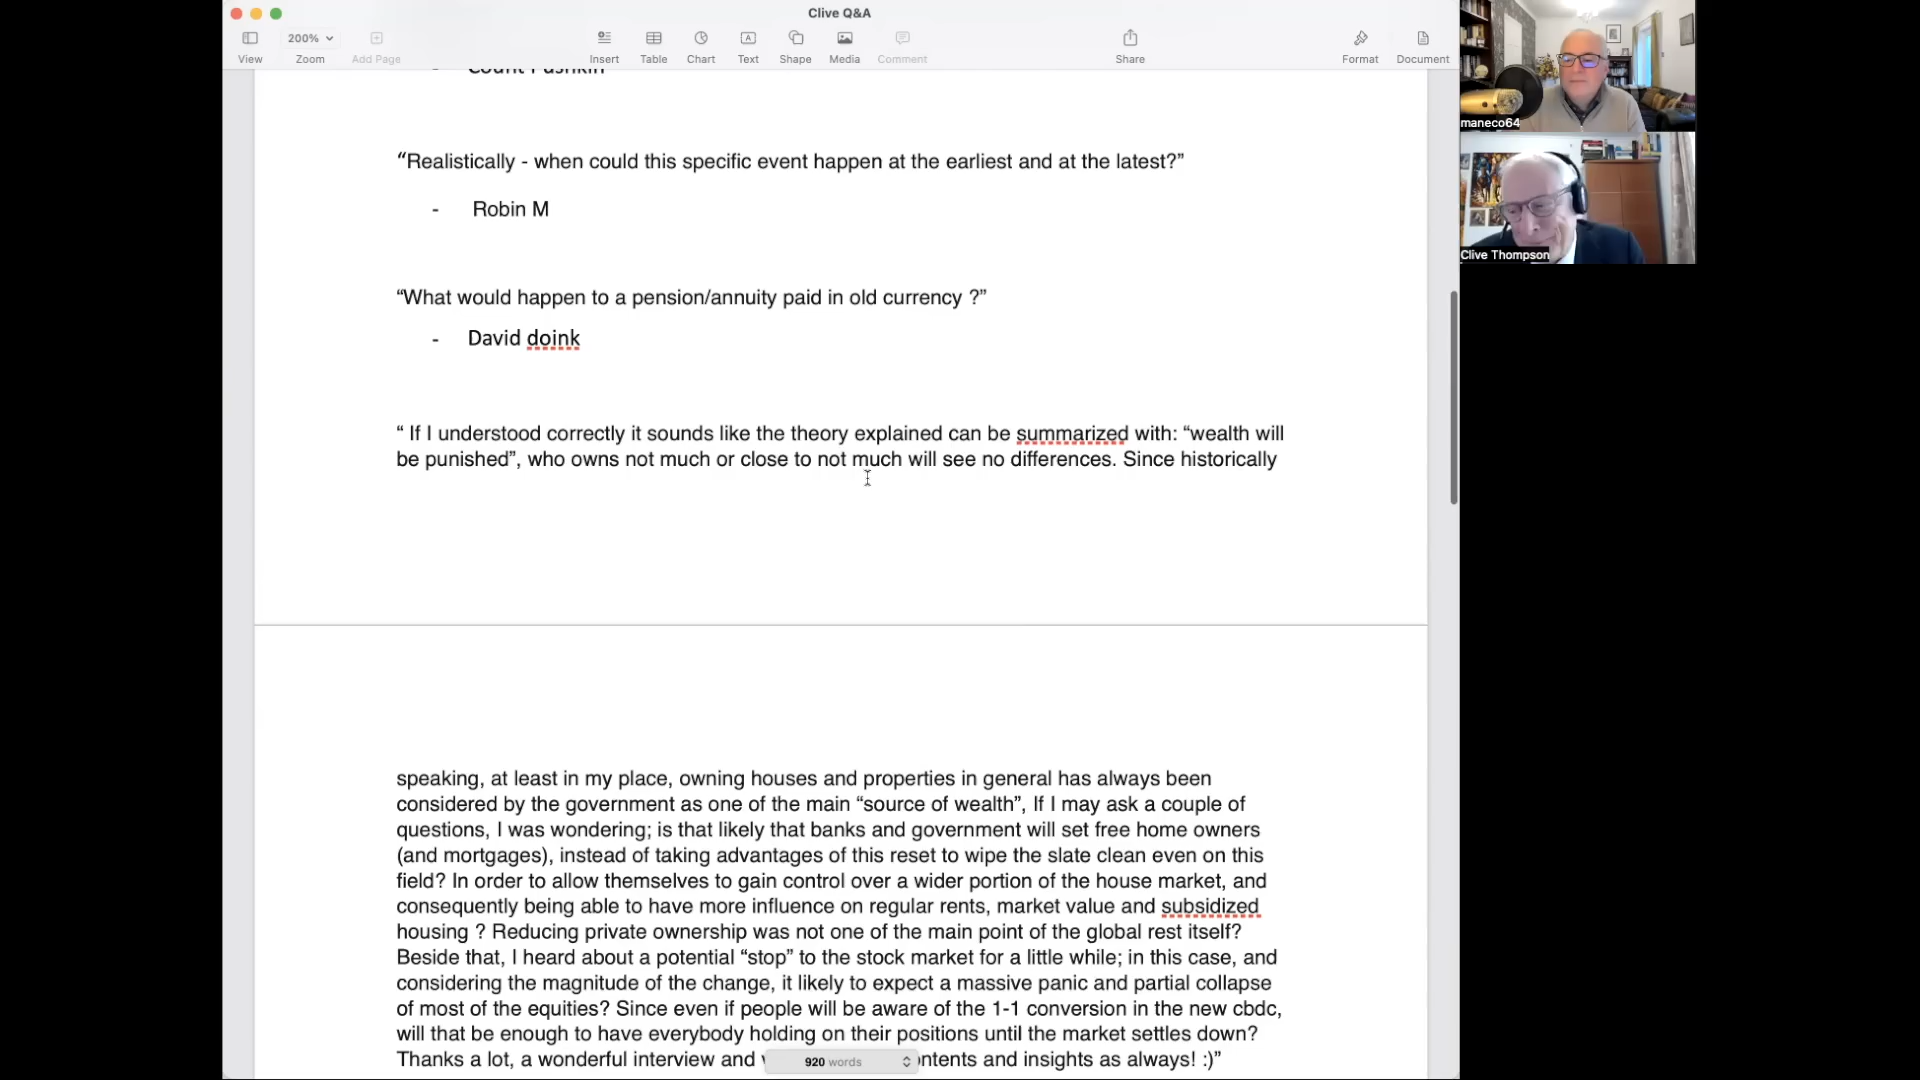 Clive Q&A
200%
View
Zoom
Add Page
Insert
Table
Chart
Text
Shape
Media
Comment
Share
Format
Document
- Count Pushkin
“Realistically - when could this specific event happen at the earliest and at the latest?”
- Robin M
“What would happen to a pension/annuity paid in old currency ?”
- David doink
“ If I understood correctly it sounds like the theory explained can be summarized with: “wealth will
be punished”, who owns not much or close to not much will see no differences. Since historically
speaking, at least in my place, owning houses and properties in general has always been
considered by the government as one of the main “source of wealth”, If I may ask a couple of
questions, I was wondering; is that likely that banks and government will set free home owners
(and mortgages), instead of taking advantages of this reset to wipe the slate clean even on this
field? In order to allow themselves to gain control over a wider portion of the house market, and
consequently being able to have more influence on regular rents, market value and subsidized
housing ? Reducing private ownership was not one of the main point of the global rest itself?
Beside that, I heard about a potential “stop” to the stock market for a little while; in this case, and
considering the magnitude of the change, it likely to expect a massive panic and partial collapse
of most of the equities? Since even if people will be aware of the 1-1 conversion in the new cbdc,
will that be enough to have everybody holding on their positions until the market settles down?
Thanks a lot, a wonderful interview and and insights as always! :)”
920 words
maneco64
Clive Thompson